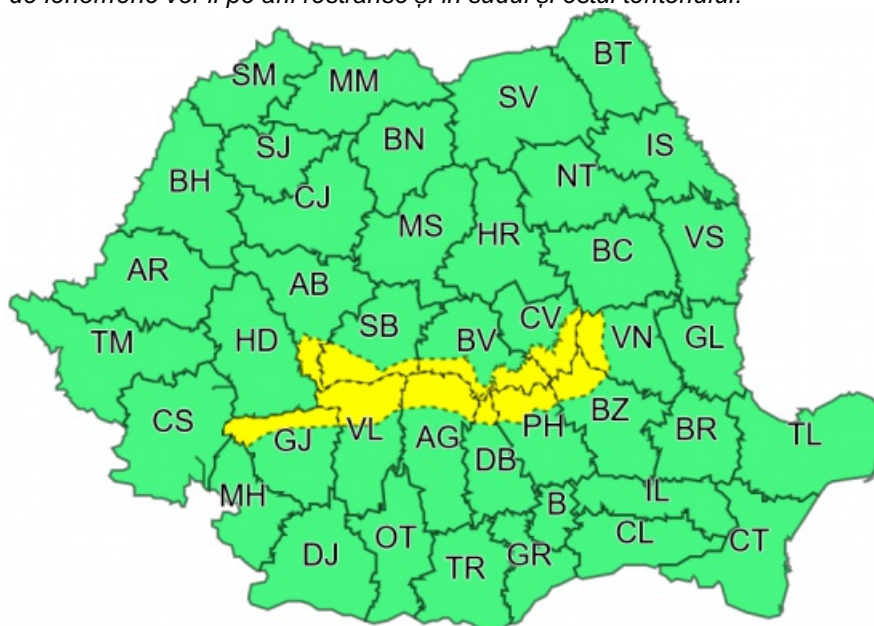 de fenomene vor fi pe arii restrânse și în sudul și estul teritoriului.
BT
SM
MM
SV
SJ
BN
IS
BH
CJ
NT
MS
HR
BC
VS
AR
AB
SB
BV
CV
TM
HD
VN
GL
CS
GJ
VL
AG
PH
BZ
BR
TL
DB
MH
B
IL
DJ
OT
TR
GR
CL
CT